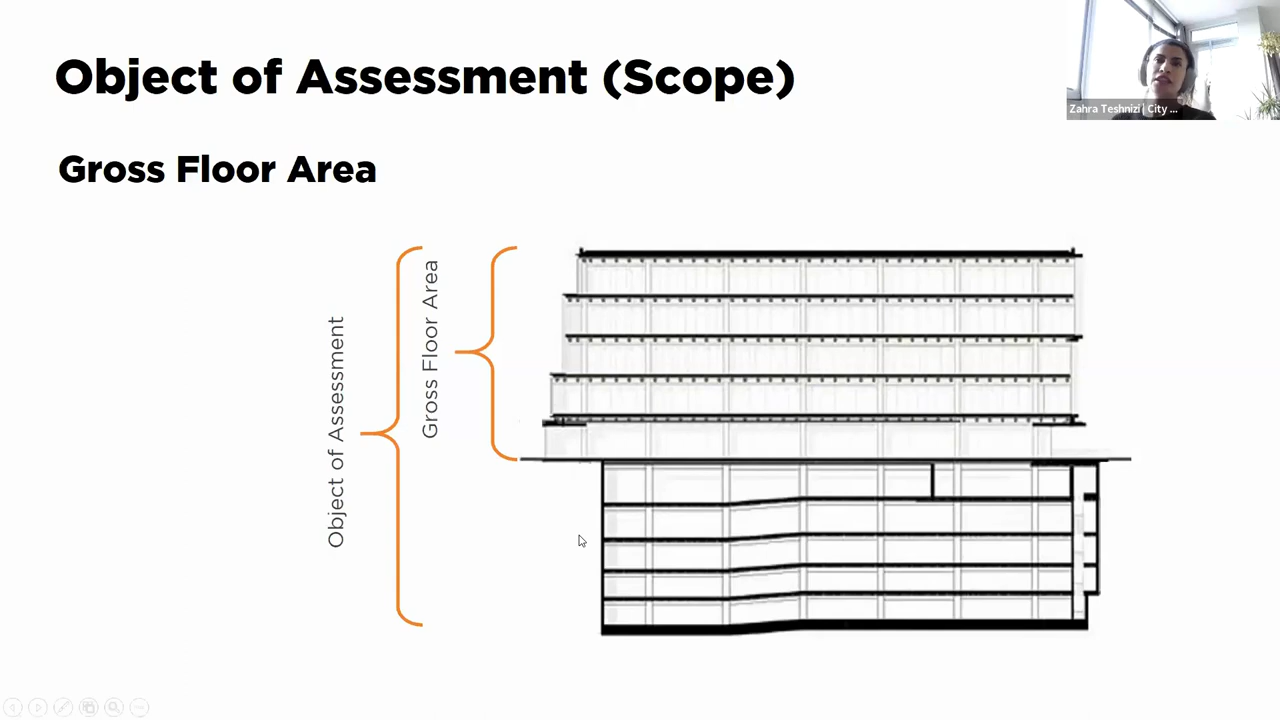 Object of Assessment (Scope)
Zahra Teshnizi | City ...
Gross Floor Area
Object of Assessment
Gross Floor Area